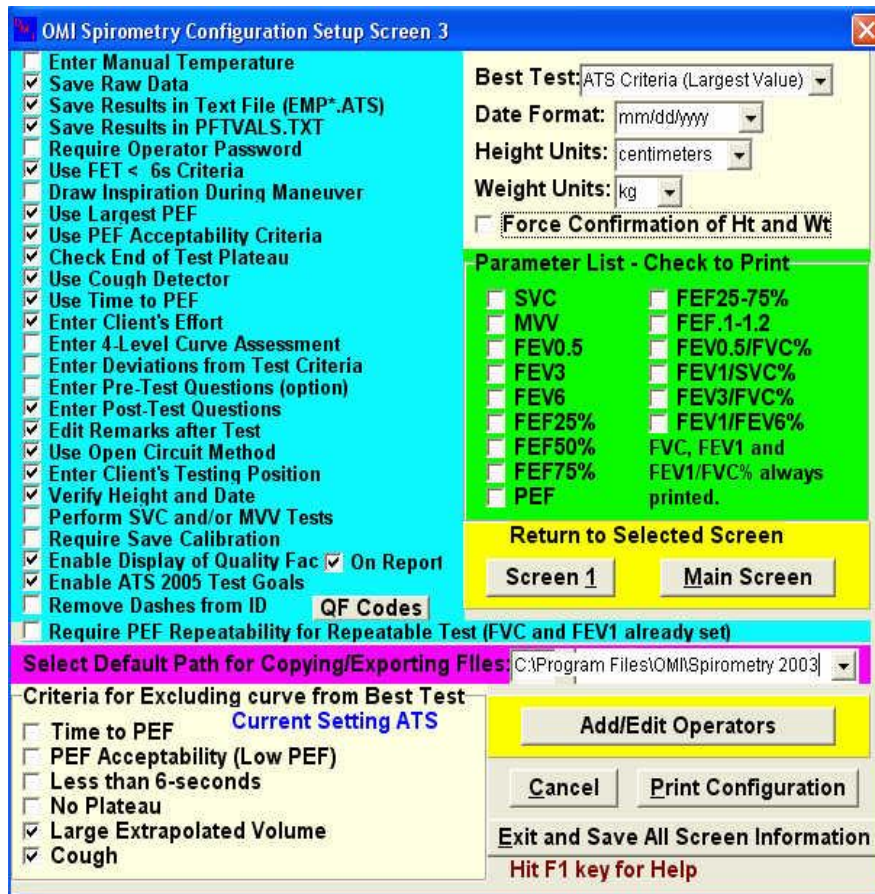 OMI Spirometry Configuration Setup Screen 3
Enter Manual Temperature
Save Raw Data
Save Results in Text File (EMP*.ATS)
Save Results in PFTVALS.TXT
Require Operator Password
Use FET < 6s Criteria
Draw Inspiration During Maneuver
Use Largest PEF
Use PEF Acceptability Criteria
Check End of Test Plateau
Use Cough Detector
Use Time to PEF
Enter Client's Effort
Enter 4-Level Curve Assessment
Enter Deviations from Test Criteria
Enter Pre-Test Questions (option)
Enter Post-Test Questions
Edit Remarks after Test
Use Open Circuit Method
Enter Client's Testing Position
Verify Height and Date
Perform SVC and/or MVV Tests
Require Save Calibration
Enable Display of Quality Fac On Report
Enable ATS 2005 Test Goals
Remove Dashes from ID QF Codes
Require PEF Repeatability for Repeatable Test (FVC and FEV1 already set)
Best Test: ATS Criteria (Largest Value)
Date Format: mm/dd/yyyy
Height Units: centimeters
Weight Units: kg
Force Confirmation of Ht and Wt
Parameter List - Check to Print
SVC FEF25-75%
MVV FEF.1-1.2
FEV0.5 FEV0.5/FVC%
FEV3 FEV1/SVC%
FEV6 FEV3/FVC%
FEF25% FEV1/FEV6%
FEF50% FVC, FEV1 and
FEF75% FEV1/FVC% always
PEF printed.
Return to Selected Screen
Screen 1 Main Screen
Select Default Path for Copying/Exporting FIles: C:\Program Files\OMI\Spirometry 2003
Criteria for Excluding curve from Best Test
Current Setting ATS
Time to PEF
PEF Acceptability (Low PEF)
Less than 6-seconds
No Plateau
Large Extrapolated Volume
Cough
Add/Edit Operators
Cancel Print Configuration
Exit and Save All Screen Information
Hit F1 key for Help